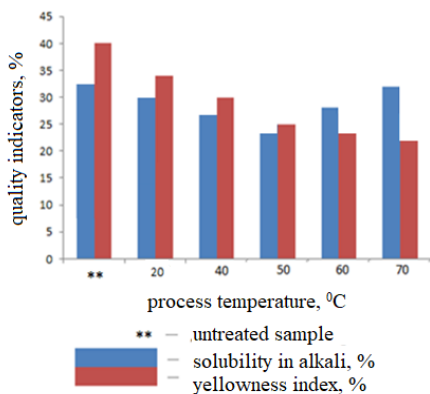 quality indicators, %
45
40
35
30
25
20
15
10
5
0
** 20 40 50 60 70
process temperature, ⁰C
** — untreated sample
— solubility in alkali, %
— yellowness index, %